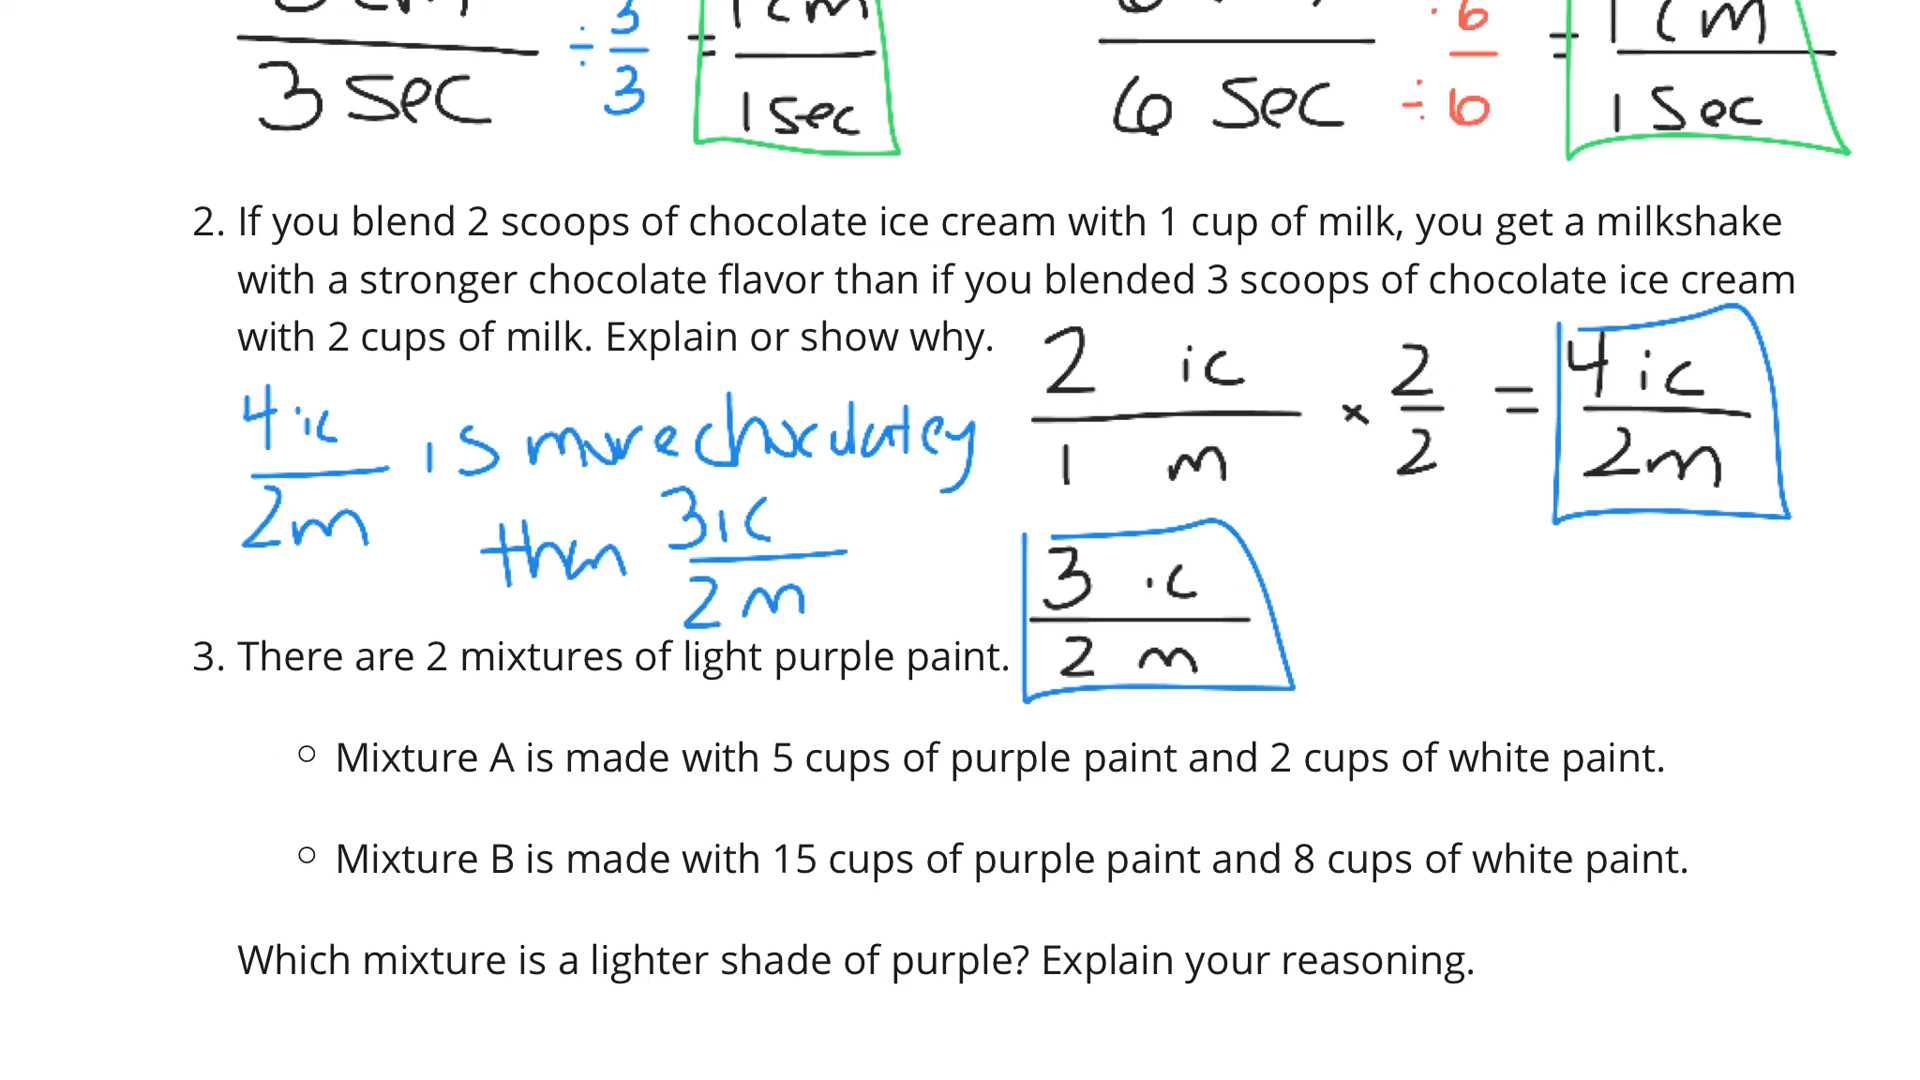 3 sec ÷ 3/3 = 1 cm / 1 sec
6 sec ÷ 6 ÷ 6 = 1 cm / 1 sec
2. If you blend 2 scoops of chocolate ice cream with 1 cup of milk, you get a milkshake
with a stronger chocolate flavor than if you blended 3 scoops of chocolate ice cream
with 2 cups of milk. Explain or show why.
2 ic / 1 m × 2/2 = 4 ic / 2 m
4 ic / 2m is more chocolatey
then 3 ic / 2 m
3 ic / 2 m
3. There are 2 mixtures of light purple paint.
○ Mixture A is made with 5 cups of purple paint and 2 cups of white paint.
○ Mixture B is made with 15 cups of purple paint and 8 cups of white paint.
Which mixture is a lighter shade of purple? Explain your reasoning.